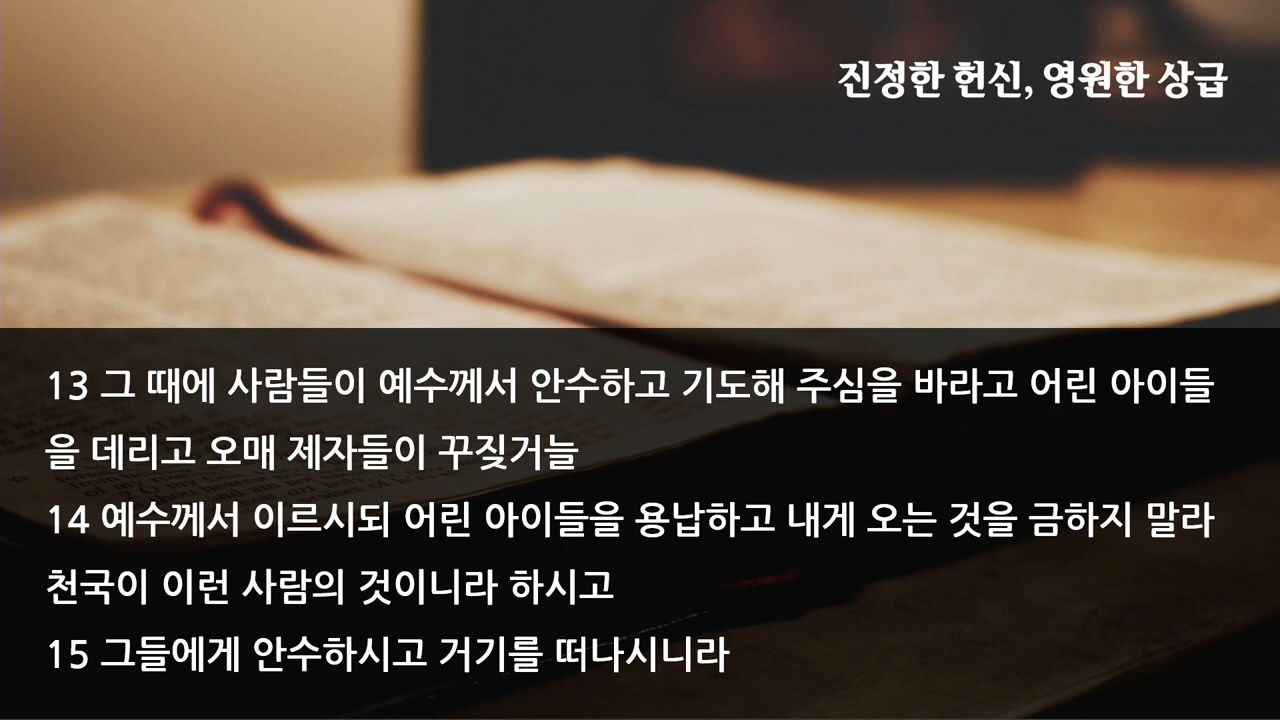 진정한 헌신, 영원한 상급
13 그 때에 사람들이 예수께서 안수하고 기도해 주심을 바라고 어린 아이들
을 데리고 오매 제자들이 꾸짖거늘
14 예수께서 이르시되 어린 아이들을 용납하고 내게 오는 것을 금하지 말라
천국이 이런 사람의 것이니라 하시고
15 그들에게 안수하시고 거기를 떠나시니라